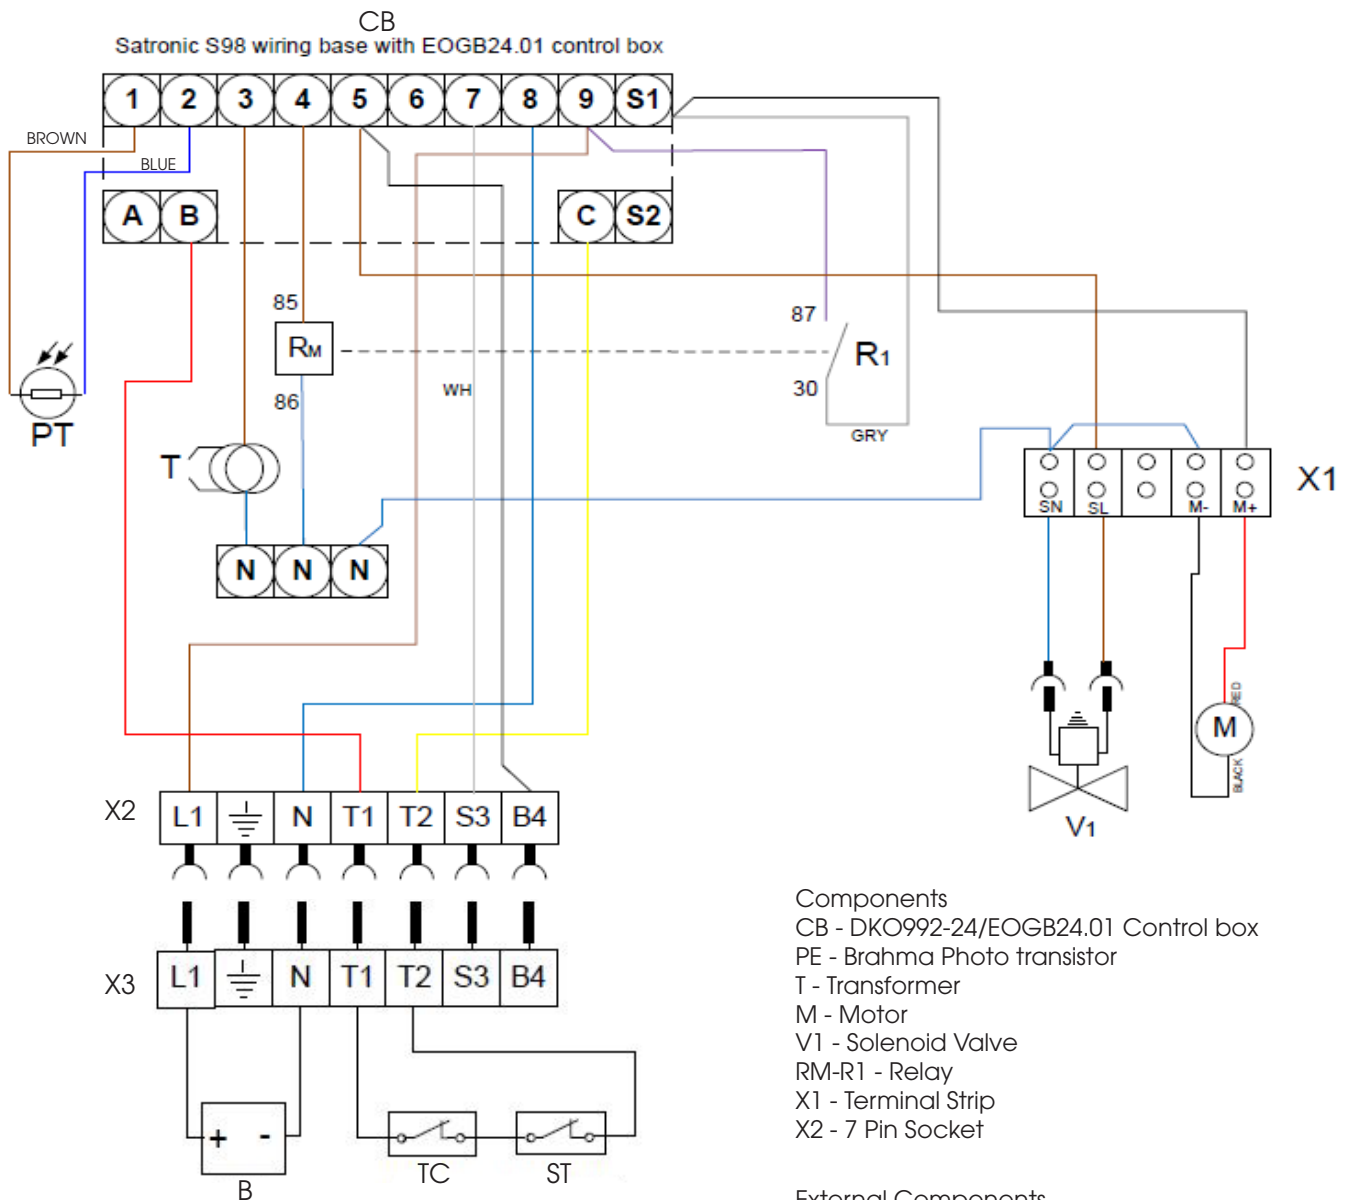 CB
Satronic S98 wiring base with EOGB24.01 control box
1 2 3 4 5 6 7 8 9 S1
BROWN
BLUE
A B C S2
85
RM
86
WH
87
R1
30
GRY
PT
T
X1
SN SL M- M+
N N N
RED
M
BLACK
V1
X2
L1 N T1 T2 S3 B4
X3
L1 N T1 T2 S3 B4
+ -
B
TC
ST
Components
CB - DKO992-24/EOGB24.01 Control box
PE - Brahma Photo transistor
T - Transformer
M - Motor
V1 - Solenoid Valve
RM-R1 - Relay
X1 - Terminal Strip
X2 - 7 Pin Socket
External Components